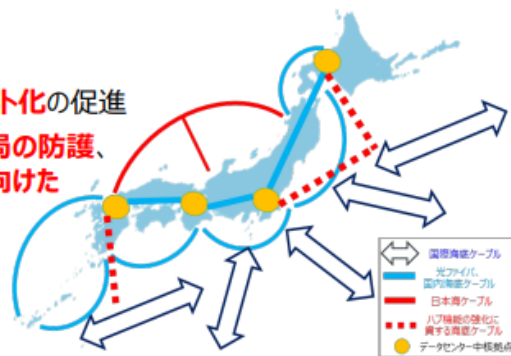 ト化の促進
局の防護、
向けた
国際海底ケーブル
光ファイバ、
国内海底ケーブル
日本海ケーブル
ハブ機能の強化に
資する海底ケーブル
データセンター中核拠点